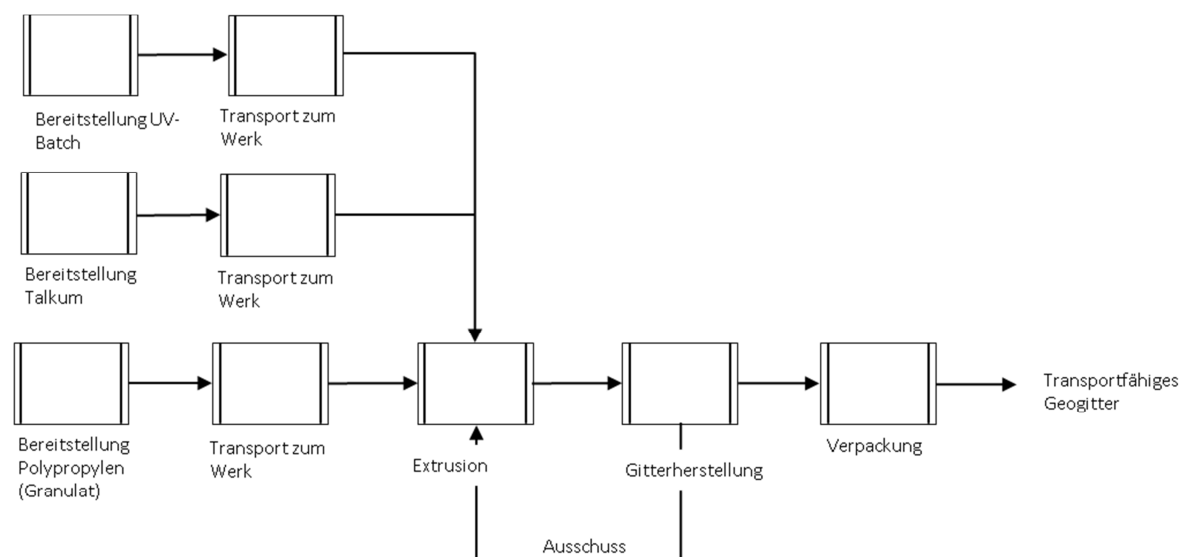 Bereitstellung UV-
Batch
Transport zum
Werk
Bereitstellung
Talkum
Transport zum
Werk
Bereitstellung
Polypropylen
(Granulat)
Transport zum
Werk
Extrusion
Gitterherstellung
Verpackung
Transportfähiges
Geogitter
Ausschuss